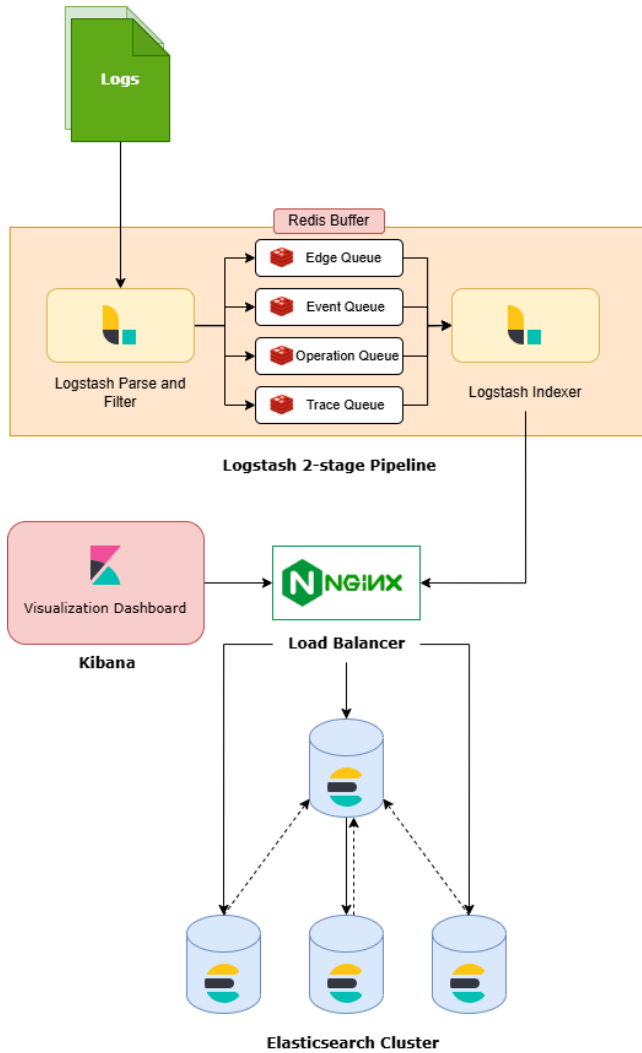 Logs
Redis Buffer
Edge Queue
Event Queue
Operation Queue
Trace Queue
Logstash Parse and
Filter
Logstash Indexer
Logstash 2-stage Pipeline
Visualization Dashboard
Kibana
N NGiNX
Load Balancer
Elasticsearch Cluster